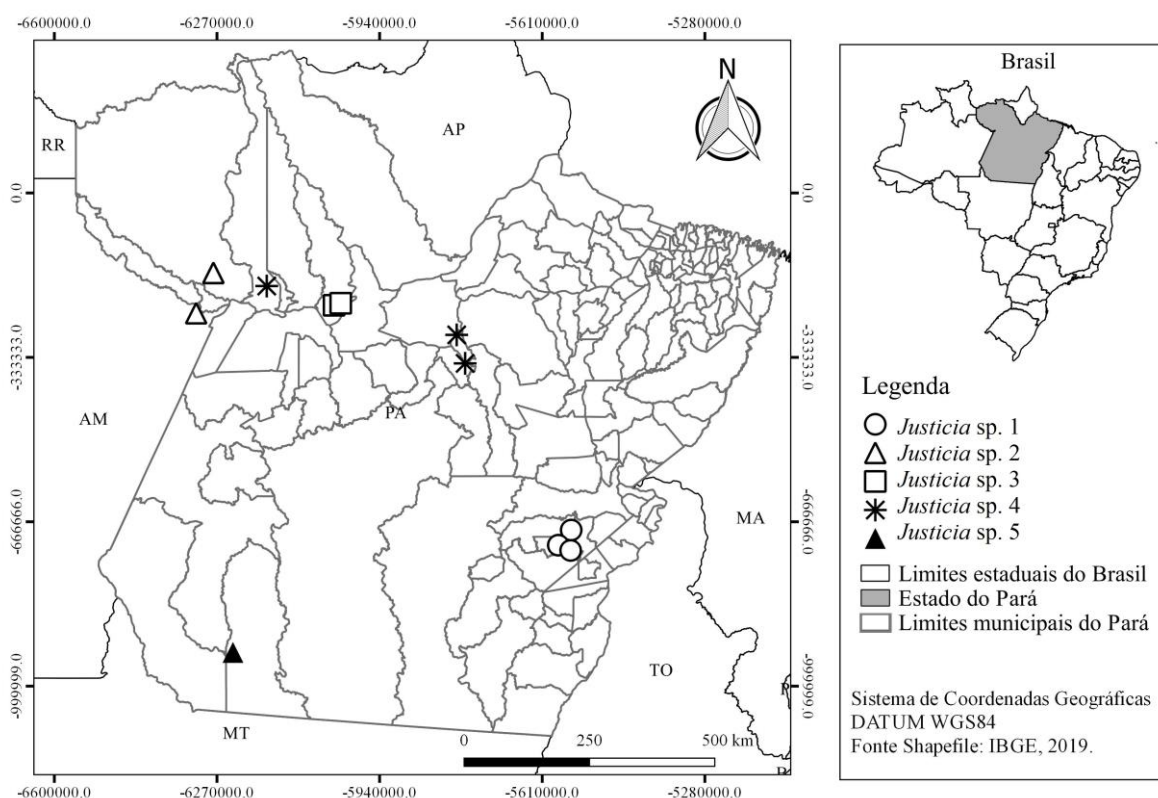 -6600000.0 -6270000.0 -5940000.0 -5610000.0 -5280000.0
N
RR
AP
0.0 0.0
-333333.0 -333333.0
AM
PA
-666666.0 -666666.0
MA
TO
-999999.0 -999999.0
MT
0 250 500 km
-6600000.0 -6270000.0 -5940000.0 -5610000.0 -5280000.0
Brasil
Legenda
Justicia sp. 1
Justicia sp. 2
Justicia sp. 3
Justicia sp. 4
Justicia sp. 5
Limites estaduais do Brasil
Estado do Pará
Limites municipais do Pará
Sistema de Coordenadas Geográficas
DATUM WGS84
Fonte Shapefile: IBGE, 2019.